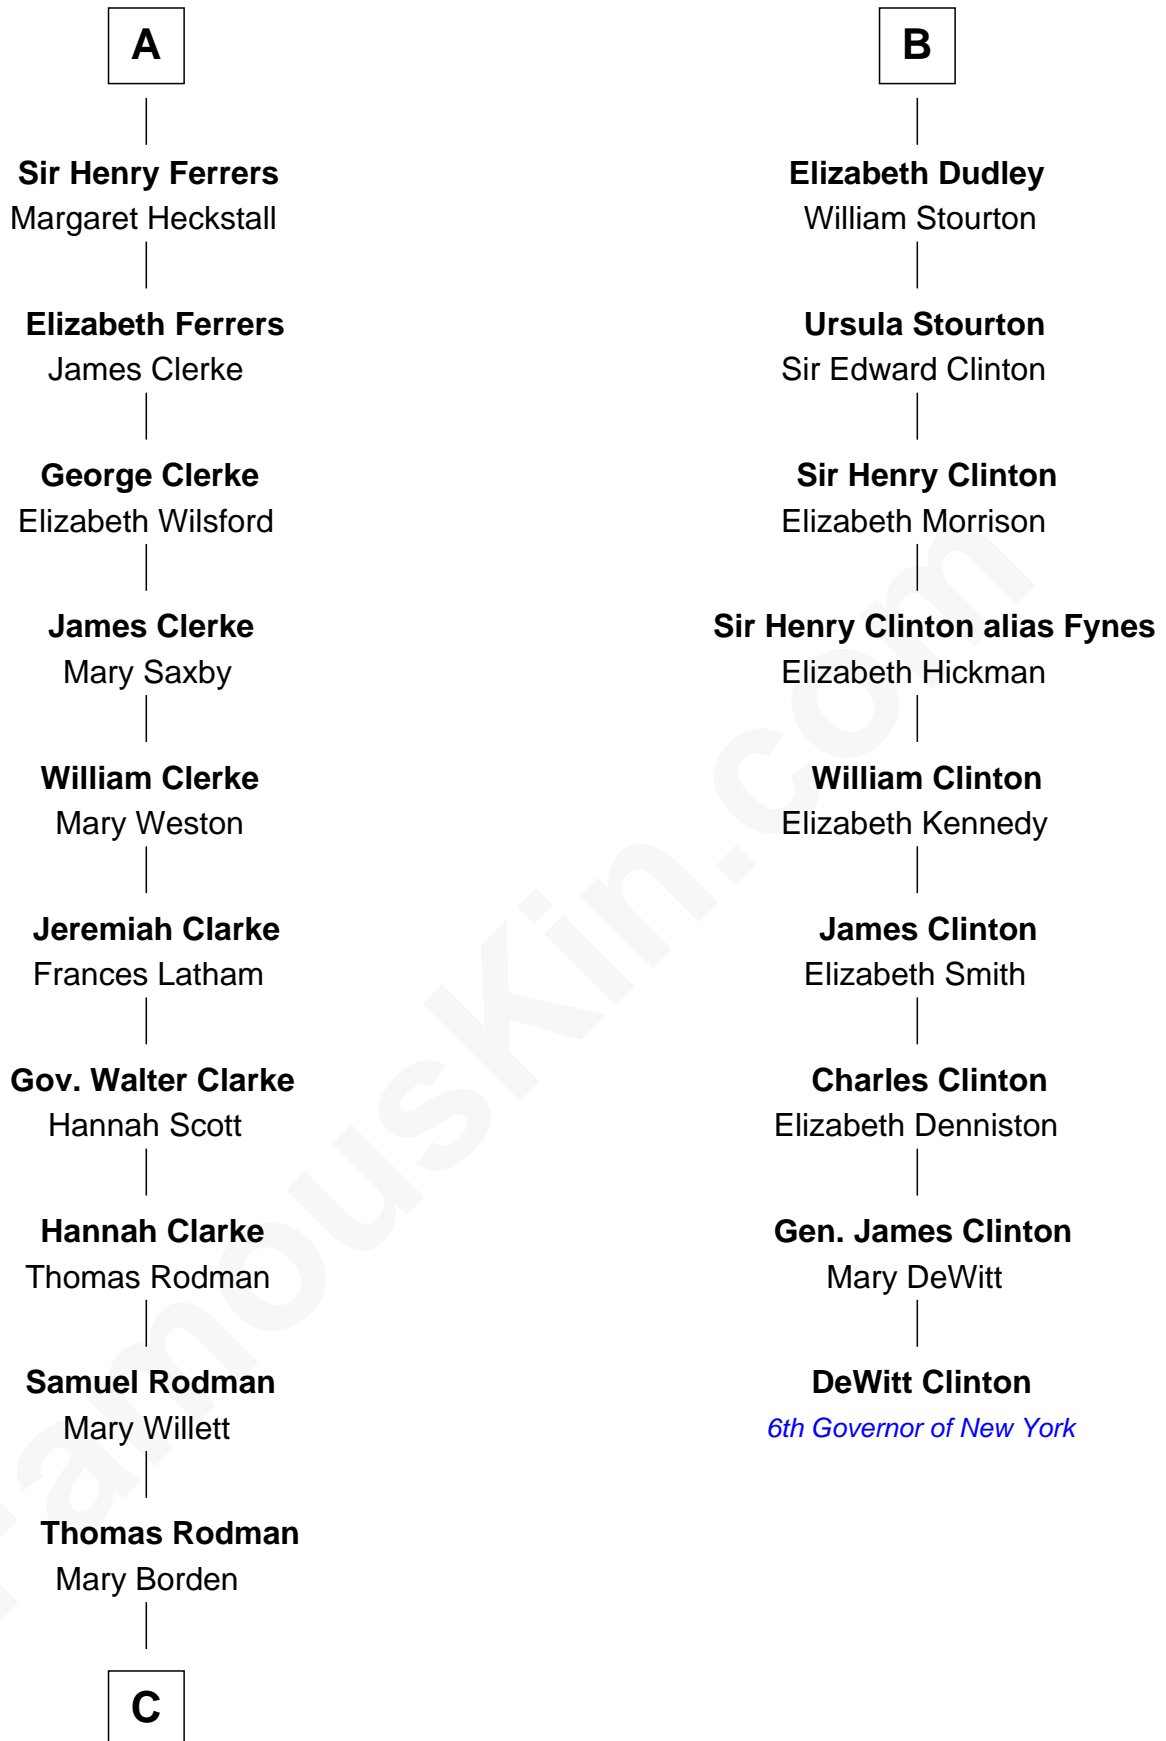 A
Sir Henry Ferrers
Margaret Heckstall
Elizabeth Ferrers
James Clerke
George Clerke
Elizabeth Wilsford
James Clerke
Mary Saxby
William Clerke
Mary Weston
Jeremiah Clarke
Frances Latham
Gov. Walter Clarke
Hannah Scott
Hannah Clarke
Thomas Rodman
Samuel Rodman
Mary Willett
Thomas Rodman
Mary Borden
C
B
Elizabeth Dudley
William Stourton
Ursula Stourton
Sir Edward Clinton
Sir Henry Clinton
Elizabeth Morrison
Sir Henry Clinton alias Fynes
Elizabeth Hickman
William Clinton
Elizabeth Kennedy
James Clinton
Elizabeth Smith
Charles Clinton
Elizabeth Denniston
Gen. James Clinton
Mary DeWitt
DeWitt Clinton
6th Governor of New York
FamousKin.com